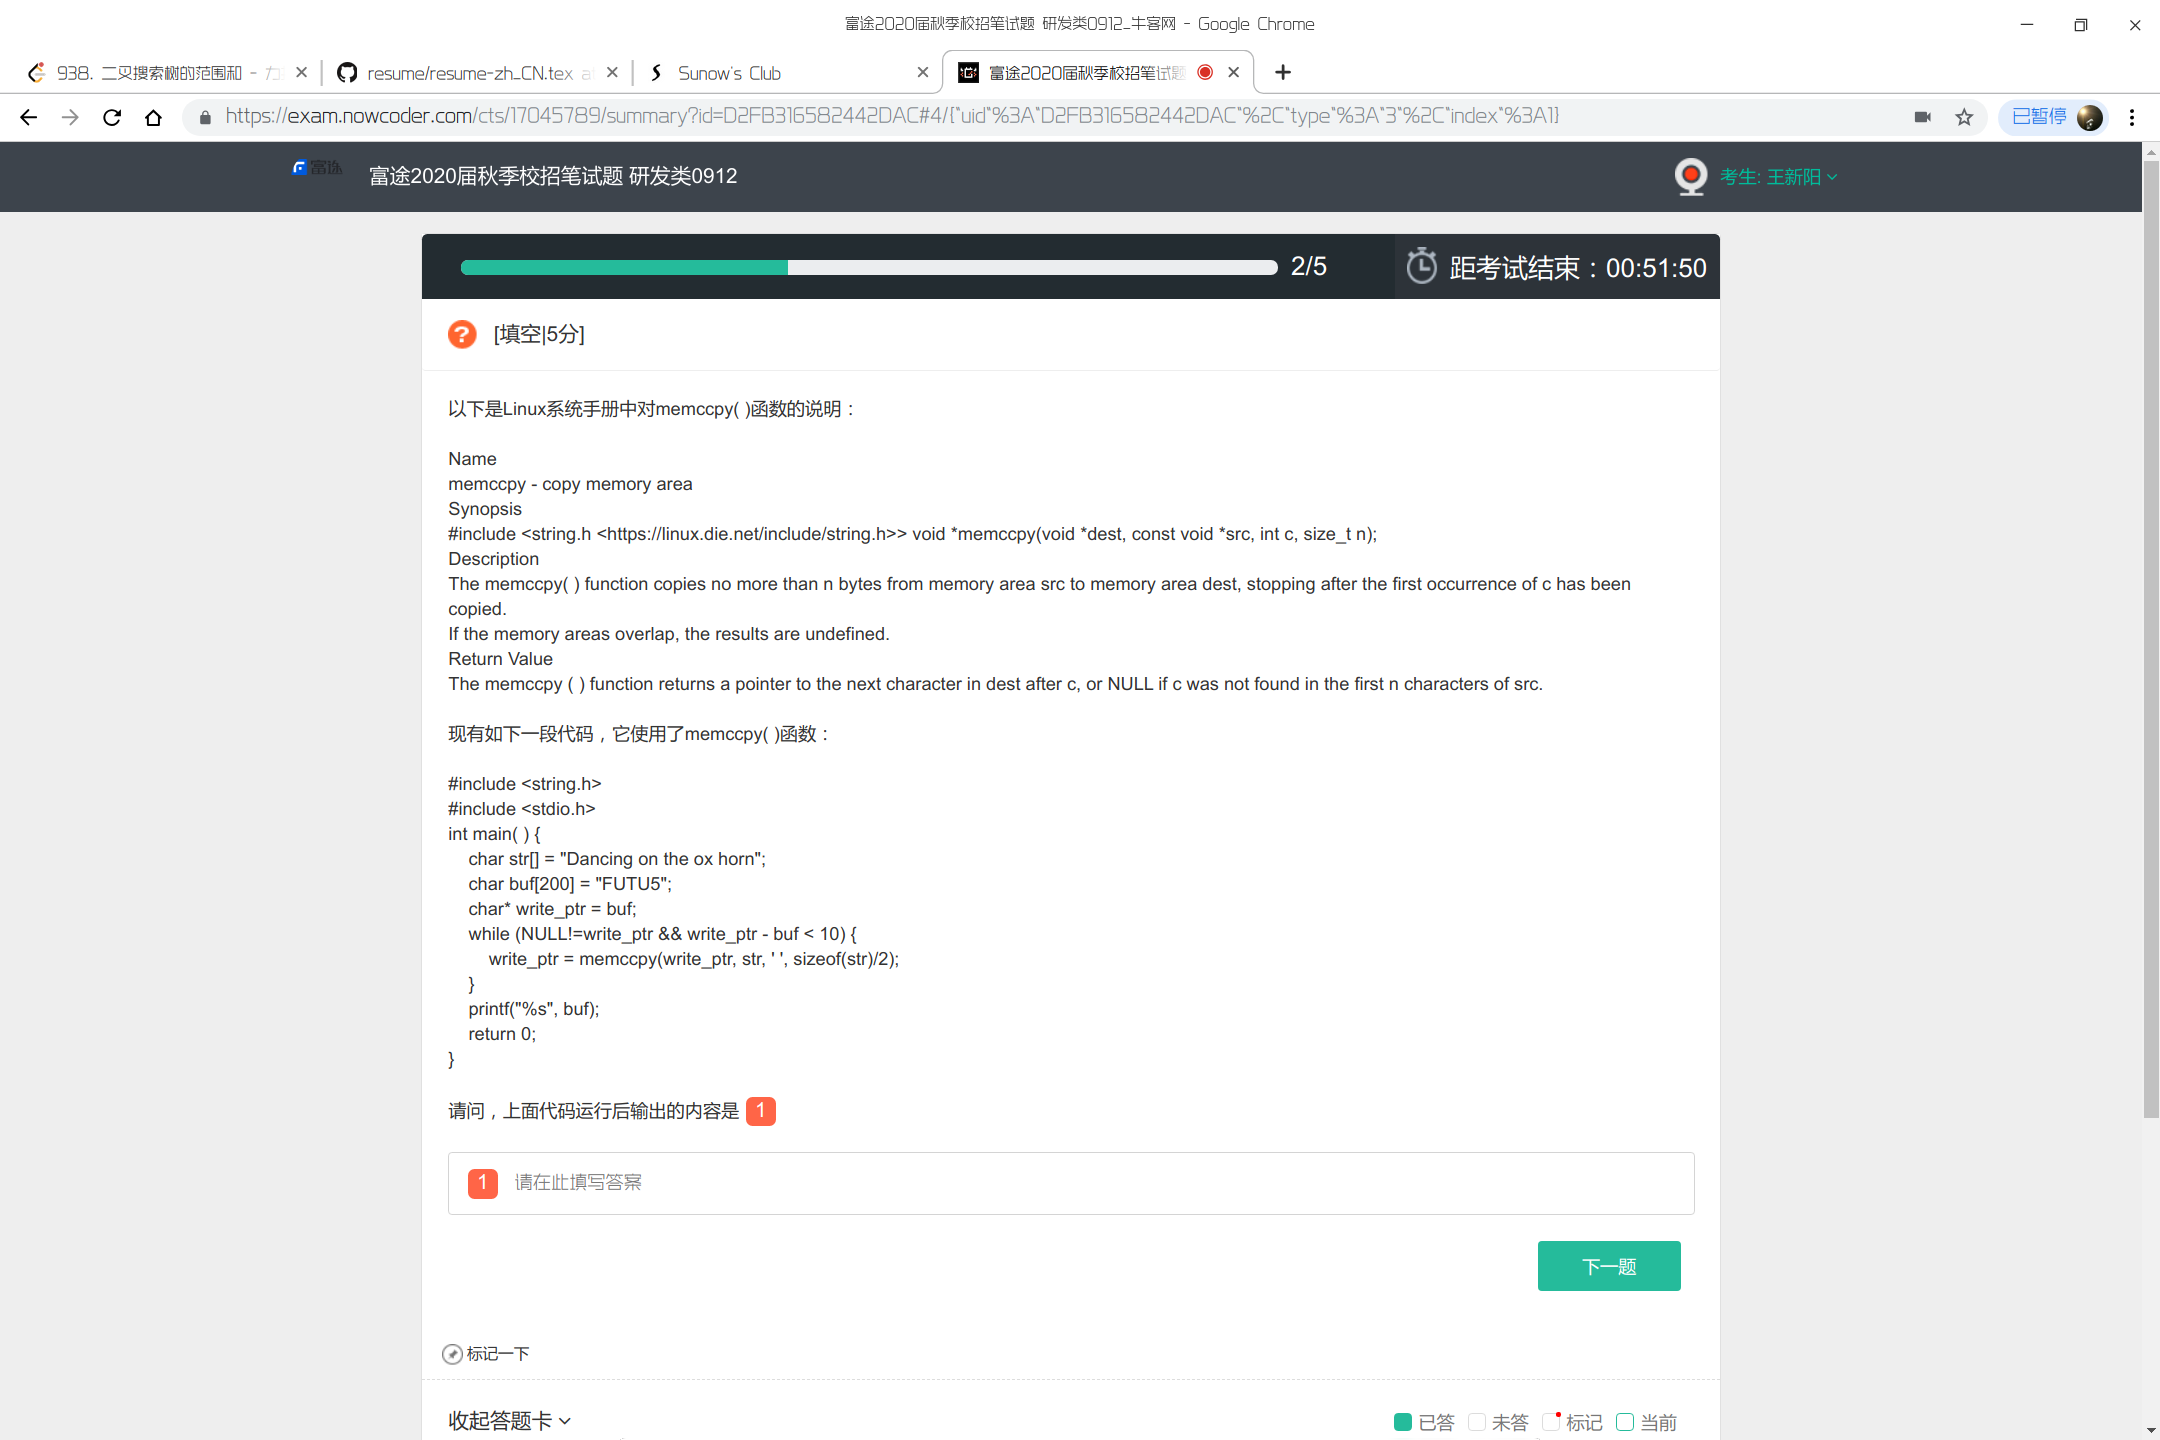 富途2020届秋季校招笔试题 研发类0912_牛客网 - Google Chrome
938. 二叉搜索树的范围和 - 力
resume/resume-zh_CN.tex at
Sunow's Club
富途2020届秋季校招笔试题
https://exam.nowcoder.com/cts/17045789/summary?id=D2FB316582442DAC#4/{"uid"%3A"D2FB316582442DAC"%2C"type"%3A"3"%2C"index"%3A1}
已暂停
富途
富途2020届秋季校招笔试题 研发类0912
考生: 王新阳
2/5
距考试结束：00:51:50
[填空|5分]
以下是Linux系统手册中对memccpy( )函数的说明：
Name
memccpy - copy memory area
Synopsis
#include <string.h <https://linux.die.net/include/string.h>> void *memccpy(void *dest, const void *src, int c, size_t n);
Description
The memccpy( ) function copies no more than n bytes from memory area src to memory area dest, stopping after the first occurrence of c has been
copied.
If the memory areas overlap, the results are undefined.
Return Value
The memccpy ( ) function returns a pointer to the next character in dest after c, or NULL if c was not found in the first n characters of src.
现有如下一段代码，它使用了memccpy( )函数：
#include <string.h>
#include <stdio.h>
int main( ) {
char str[] = "Dancing on the ox horn";
char buf[200] = "FUTU5";
char* write_ptr = buf;
while (NULL!=write_ptr && write_ptr - buf < 10) {
write_ptr = memccpy(write_ptr, str, ' ', sizeof(str)/2);
}
printf("%s", buf);
return 0;
}
请问，上面代码运行后输出的内容是 1
1 请在此填写答案
下一题
标记一下
收起答题卡
已答 未答 标记 当前